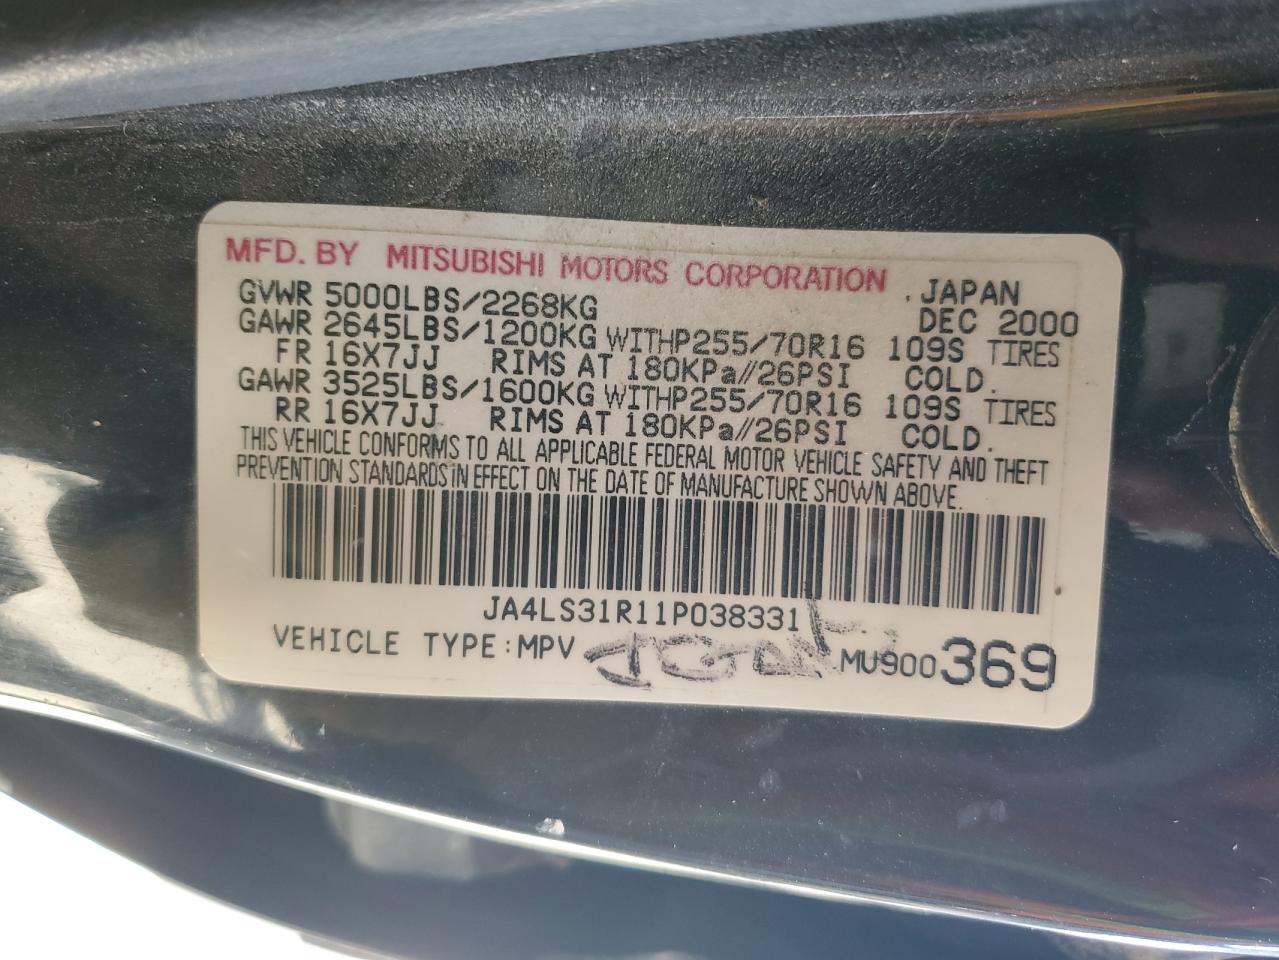 MFD. BY MITSUBISHI MOTORS CORPORATION . JAPAN
GVWR 5000LBS/2268KG DEC 2000
GAWR 2645LBS/1200KG WITHP255/70R16 109S TIRES
FR 16X7JJ RIMS AT 180KPa//26PSI COLD.
GAWR 3525LBS/1600KG WITHP255/70R16 109S TIRES
RR 16X7JJ RIMS AT 180KPa//26PSI COLD.
THIS VEHICLE CONFORMS TO ALL APPLICABLE FEDERAL MOTOR VEHICLE SAFETY AND THEFT
PREVENTION STANDARDS IN EFFECT ON THE DATE OF MANUFACTURE SHOWN ABOVE.
JA4LS31R11P038331
VEHICLE TYPE:MPV MU900369